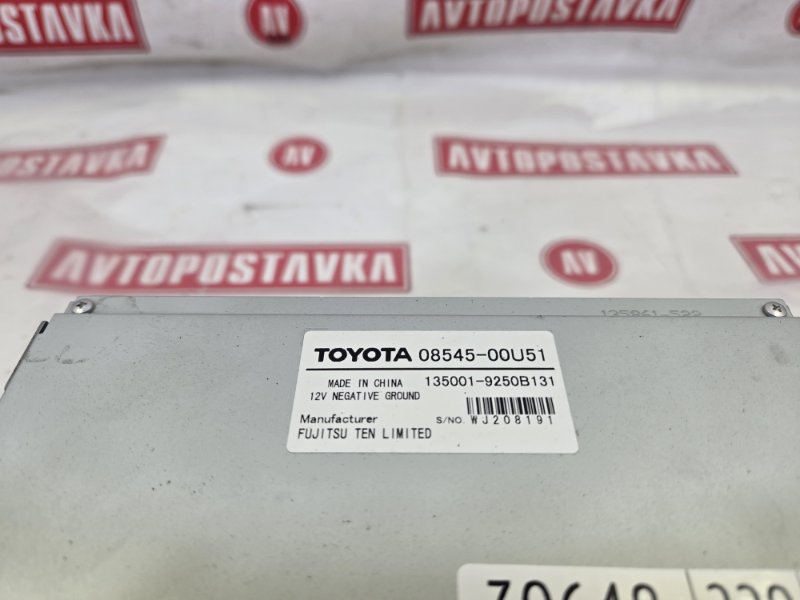 AVTOPOSTAVKA
AV
AVTOPOSTAVKA
AV
AVTOPOSTAVKA
AVTOPOSTAVKA
AV
TOYOTA 08545-00U51
MADE IN CHINA 135001-9250B131
12V NEGATIVE GROUND
Manufacturer S/NO. WJ208191
FUJITSU TEN LIMITED